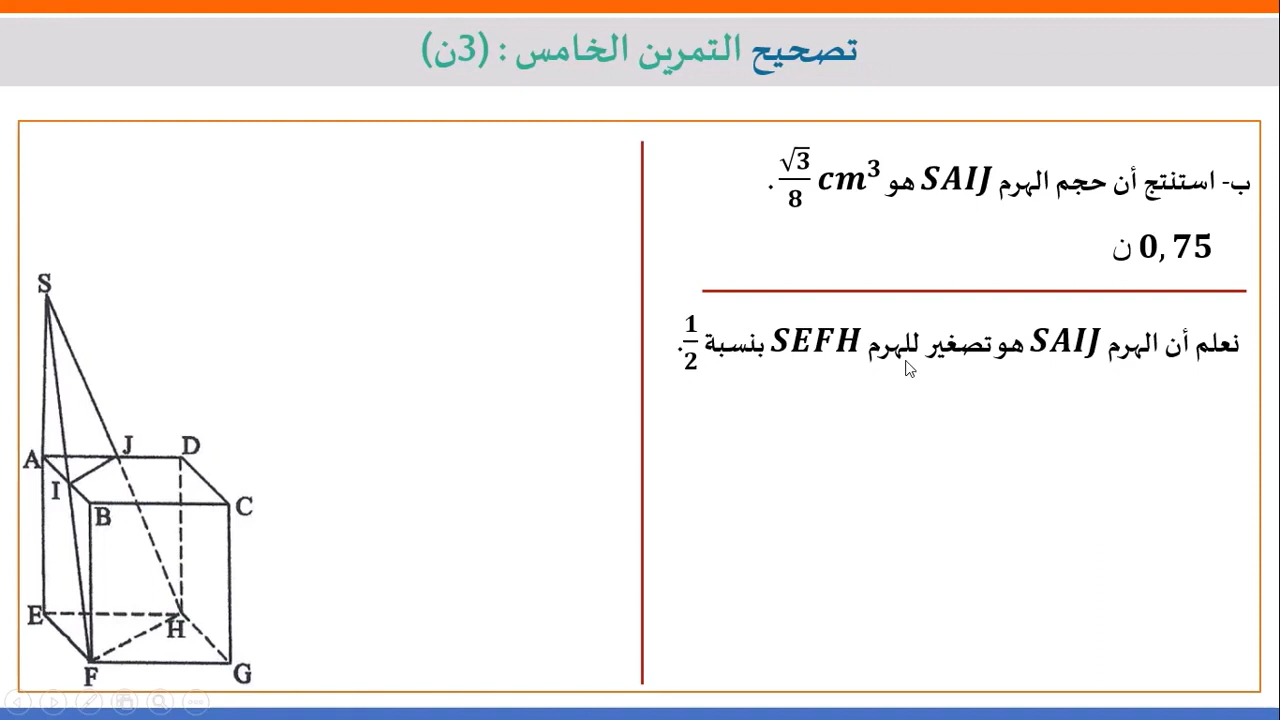 تصحيح التمرين الخامس : (3ن)
ب- استنتج أن حجم الهرم SAIJ هو √3/8 cm³ .
0,75 ن
نعلم أن الهرم SAIJ هو تصغير للهرم SEFH بنسبة 1/2.
S
A
J
D
I
B
C
E
H
F
G